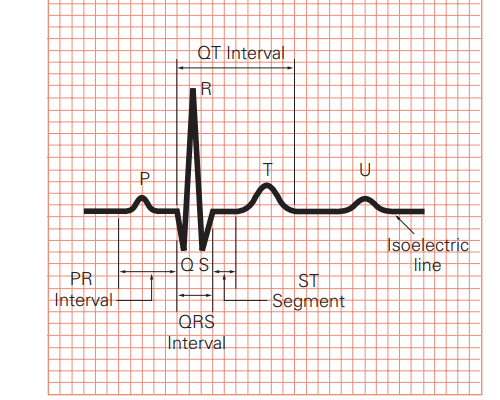 QT Interval
R
P
T
U
Q S
Isoelectric
line
PR
Interval
ST
Segment
QRS
Interval